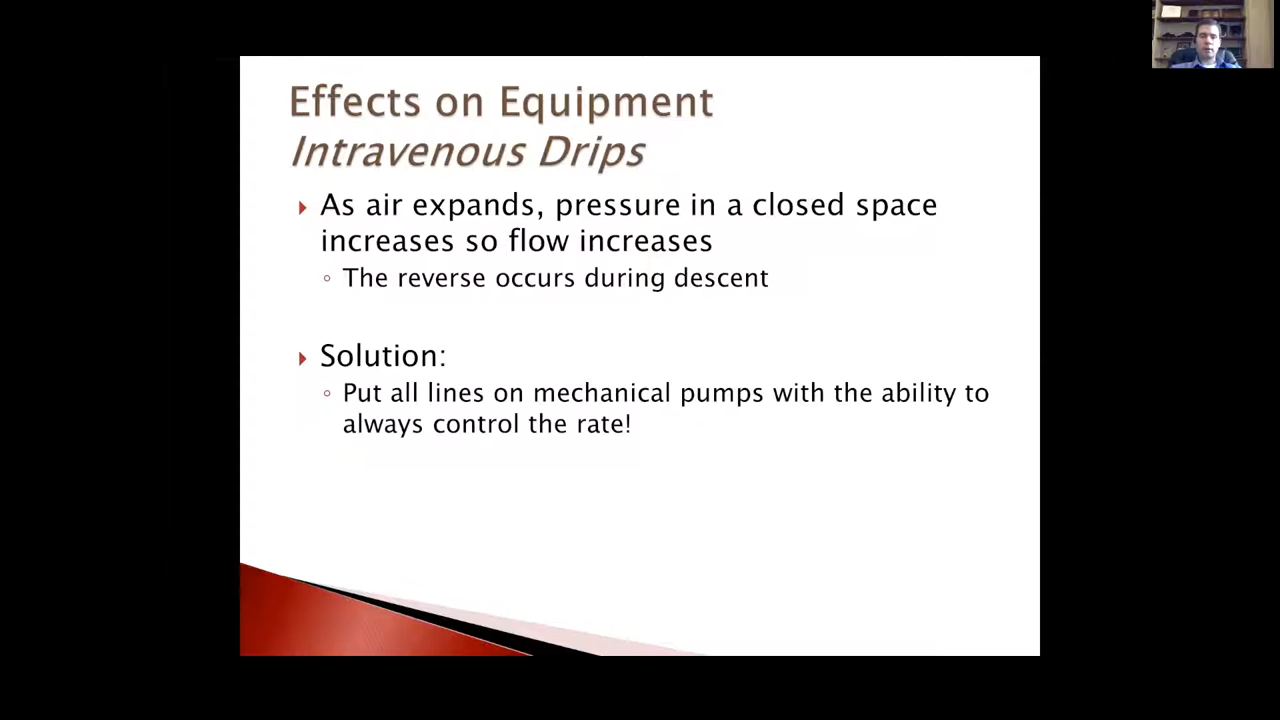 Effects on Equipment
Intravenous Drips
As air expands, pressure in a closed space
increases so flow increases
The reverse occurs during descent
Solution:
Put all lines on mechanical pumps with the ability to
always control the rate!